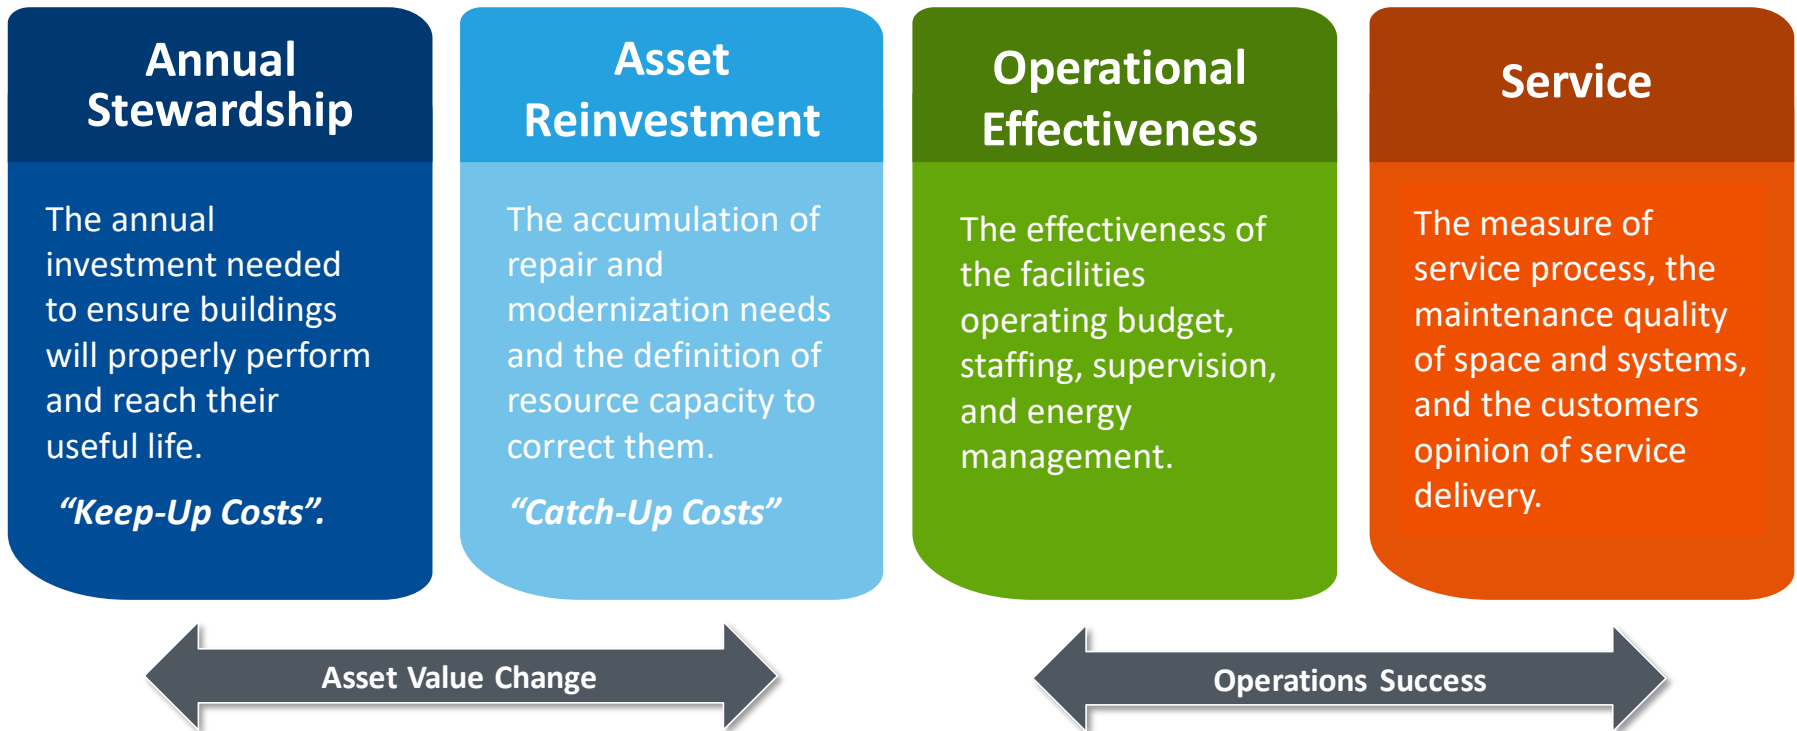 Annual
Stewardship
The annual
investment needed
to ensure buildings
will properly perform
and reach their
useful life.
“Keep-Up Costs”.
Asset
Reinvestment
The accumulation of
repair and
modernization needs
and the definition of
resource capacity to
correct them.
“Catch-Up Costs”
Operational
Effectiveness
The effectiveness of
the facilities
operating budget,
staffing, supervision,
and energy
management.
Service
The measure of
service process, the
maintenance quality
of space and systems,
and the customers
opinion of service
delivery.
Asset Value Change
Operations Success